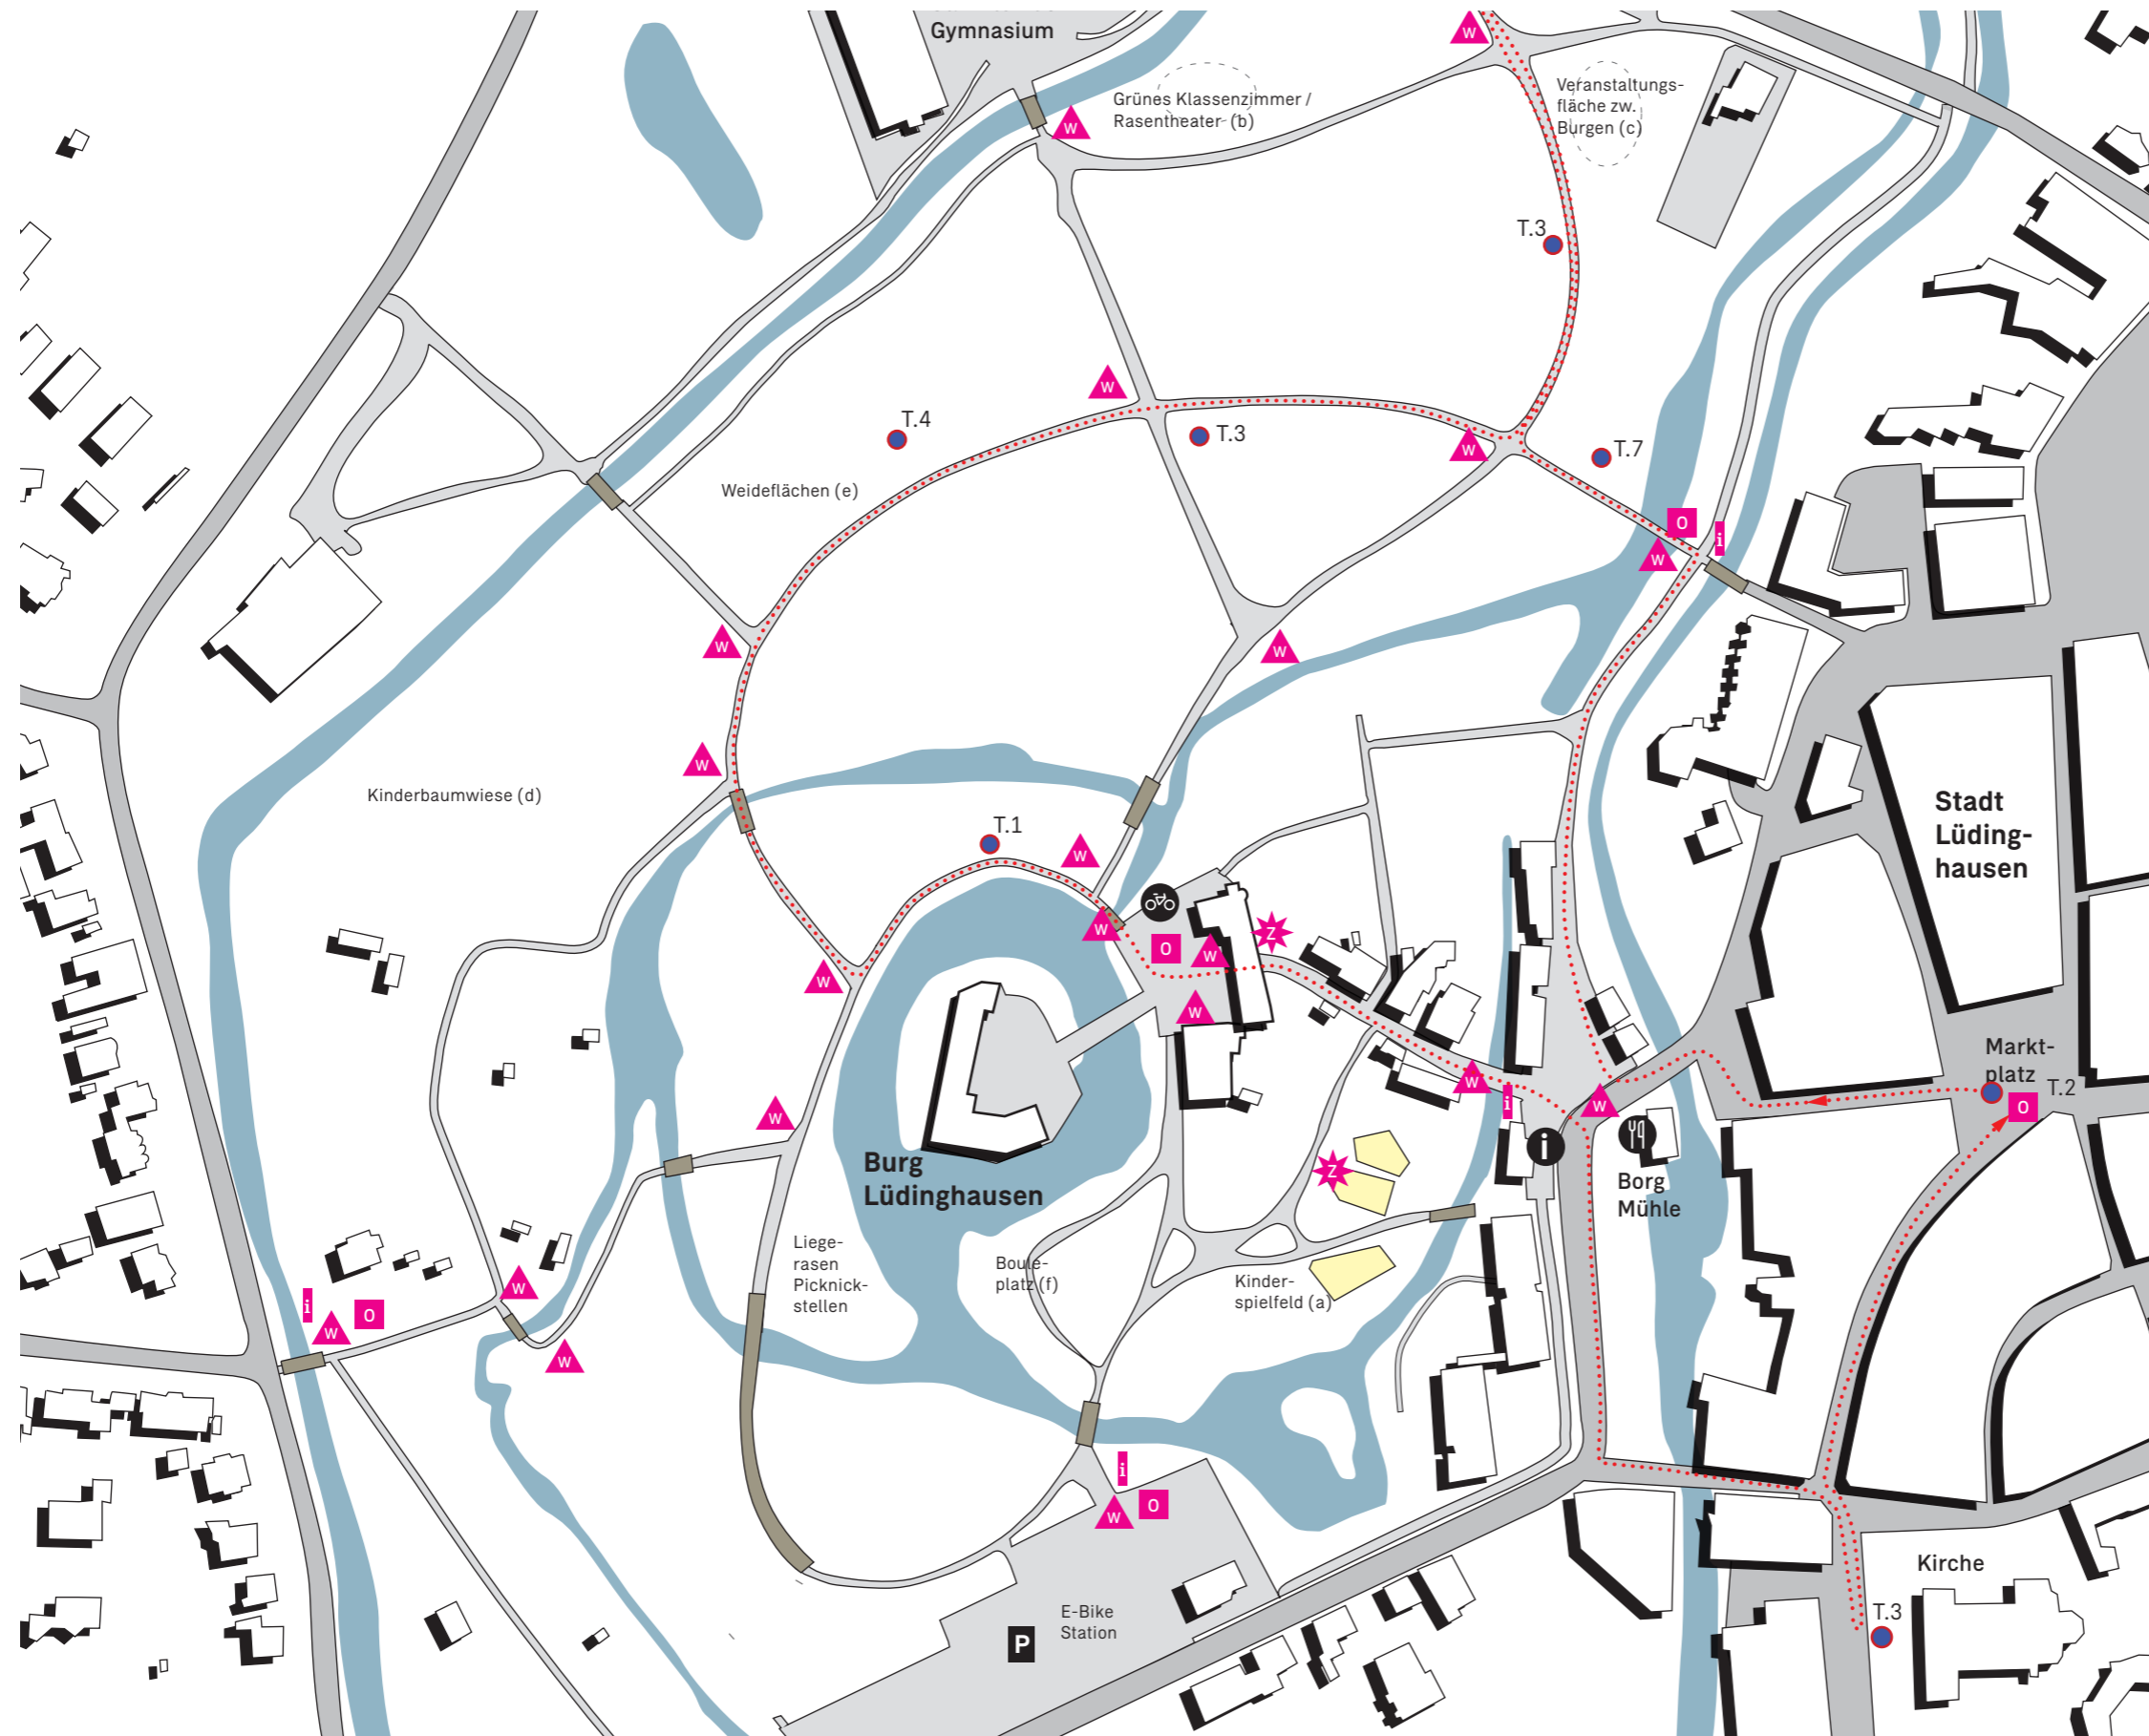 Gymnasium
W
W
Grünes Klassenzimmer /
Rasentheater (b)
Veranstaltungs-
fläche zw.
Burgen (c)
T.3
W
T.4
T.3
W
T.7
Weideflächen (e)
O
i
W
W
W
W
Kinderbaumwiese (d)
Stadt
Lüding-
hausen
T.1
W
W
O
W
Z
W
W
Markt-
platz
T.2
O
W
i
W
W
i
Borg
Mühle
Z
Burg
Lüdinghausen
Liege-
rasen
Picknick-
stellen
Boule-
platz (f)
Kinder-
spielfeld (a)
W
i
W
O
W
i
W
O
Kirche
T.3
E-Bike
Station
P